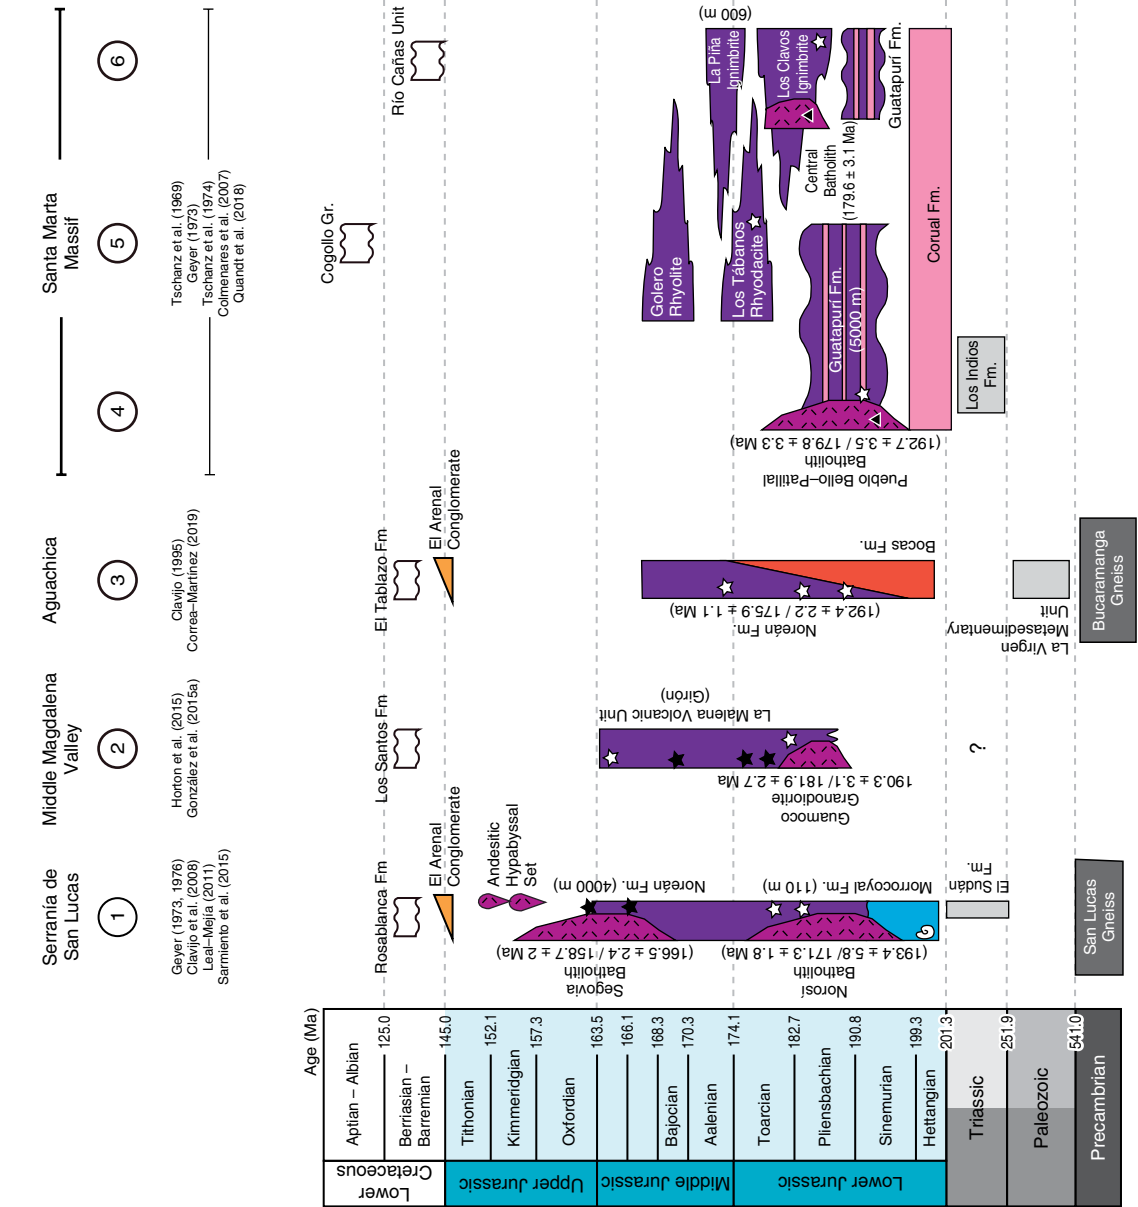 Serranía de
San Lucas
1
Geyer (1973, 1976)
Clavijo et al. (2008)
Leal–Mejía (2011)
Sarmiento et al. (2015)
Middle Magdalena
Valley
2
Horton et al. (2015)
González et al. (2015a)
Aguachica
3
Clavijo (1995)
Correa–Martínez (2019)
Santa Marta
Massif
4
5
6
Tschanz et al. (1969)
Geyer (1973)
Tschanz et al. (1974)
Colmenares et al. (2007)
Quandt et al. (2018)
Age (Ma)
Lower
Cretaceous
Aptian – Albian
125.0
Berriasian –
Barremian
145.0
Upper Jurassic
Tithonian
152.1
Kimmeridgian
157.3
Oxfordian
163.5
Middle Jurassic
166.1
Bajocian
168.3
170.3
Aalenian
174.1
Lower Jurassic
Toarcian
182.7
Pliensbachian
190.8
Sinemurian
199.3
Hettangian
201.3
Triassic
251.9
Paleozoic
541.0
Precambrian
Rosablanca Fm
El Arenal
Conglomerate
Andesitic
Hypabyssal
Set
Segovia
Batholith
(166.5 ± 2.4 / 158.7 ± 2 Ma)
Noreán Fm. (4000 m)
Norosí
Batholith
(193.4 ± 5.8/ 171.3 ± 1.8 Ma)
Morrocoyal Fm. (110 m)
El Sudán
Fm.
San Lucas
Gneiss
Los Santos Fm
La Malena Volcanic Unit
(Girón)
Guamoco
Granodiorite
190.3 ± 3.1/ 181.9 ± 2.7 Ma
?
El Tablazo Fm
El Arenal
Conglomerate
Noreán Fm.
(192.4 ± 2.2 / 175.9 ± 1.1 Ma)
Bocas Fm.
La Virgen
Metasedimentary
Unit
Bucaramanga
Gneiss
Cogollo Gr.
Río Cañas Unit
Golero
Rhyolite
La Piña
Ignimbrite
(600 m)
Los Tábanos
Rhyodacite
Los Clavos
Ignimbrite
Central
Batholith
(179.6 ± 3.1 Ma)
Guatapurí Fm.
Guatapurí Fm.
(5000 m)
Pueblo Bello–Patillal
Batholith
(192.7 ± 3.5 / 179.8 ± 3.3 Ma)
Corual Fm.
Los Indios
Fm.